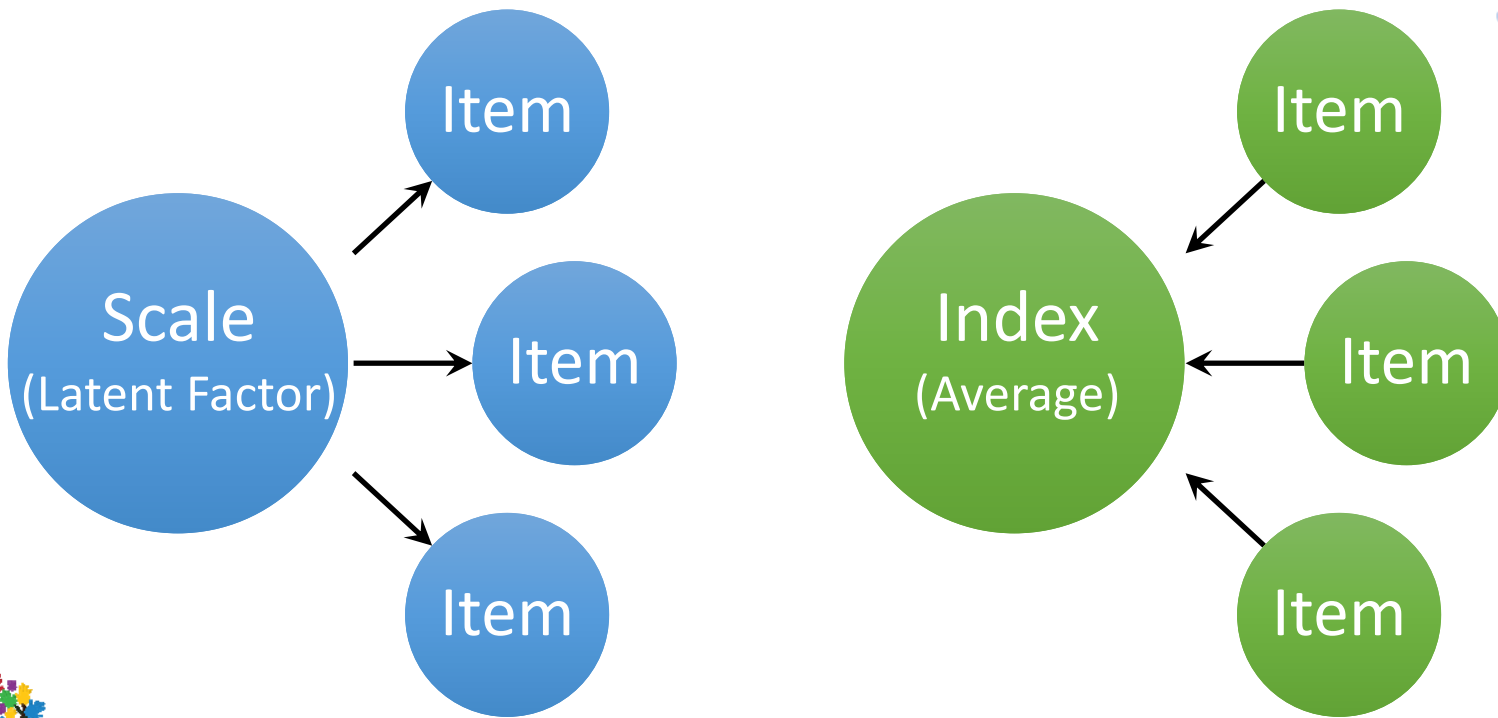 Item
Scale
(Latent Factor)
Item
Item
Item
Index
(Average)
Item
Item